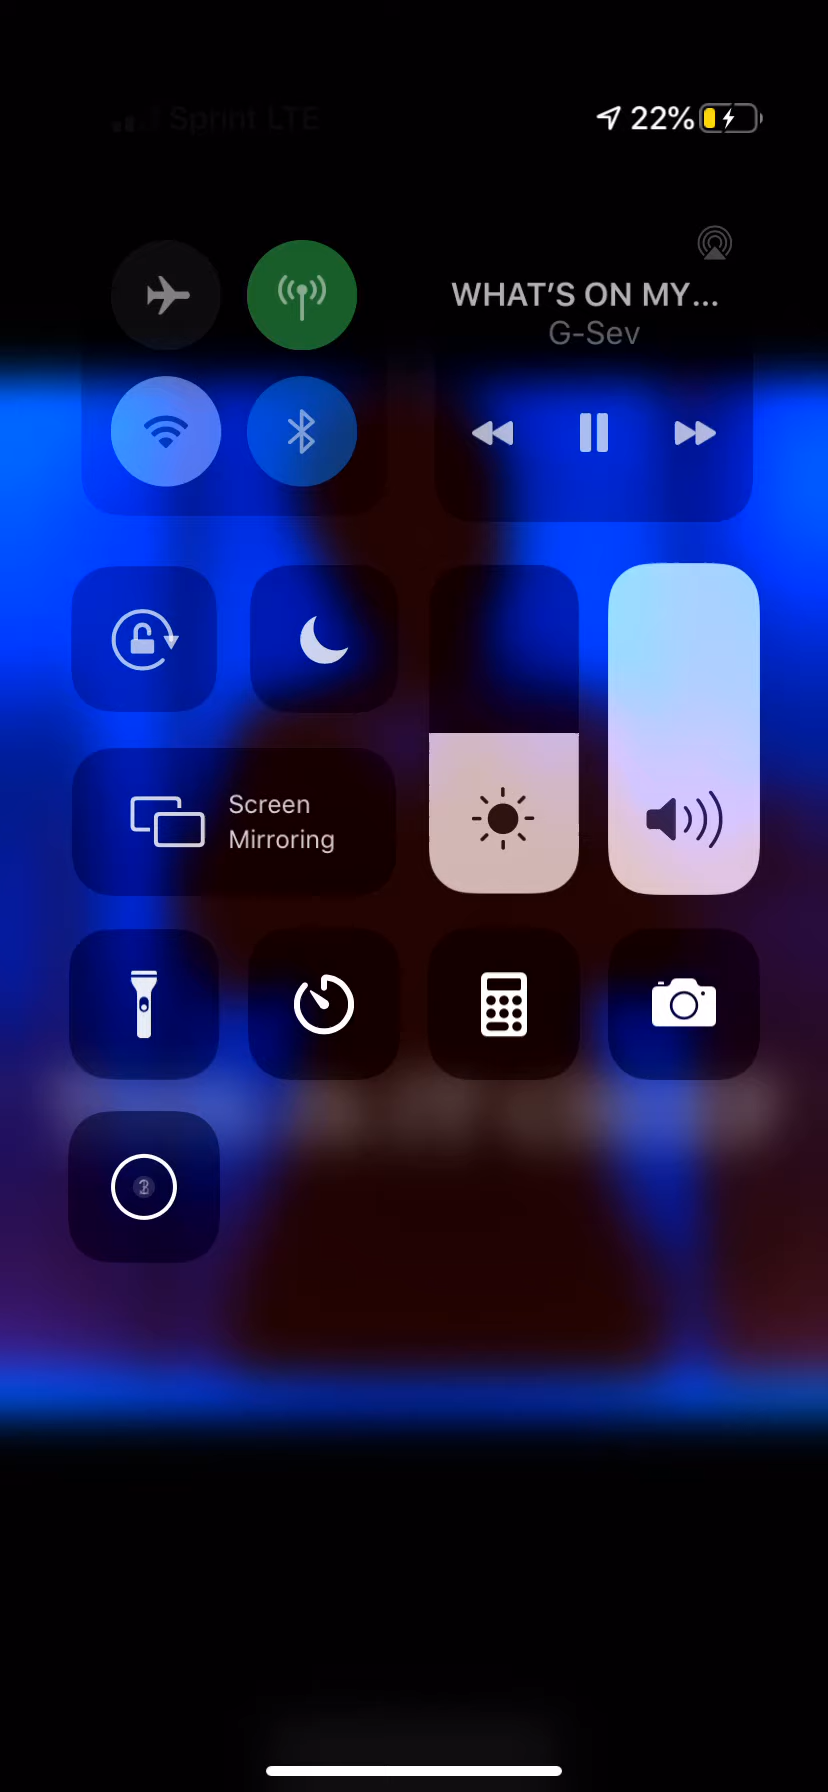 Sprint LTE
22%
WHAT'S ON MY...
G-Sev
Screen
Mirroring